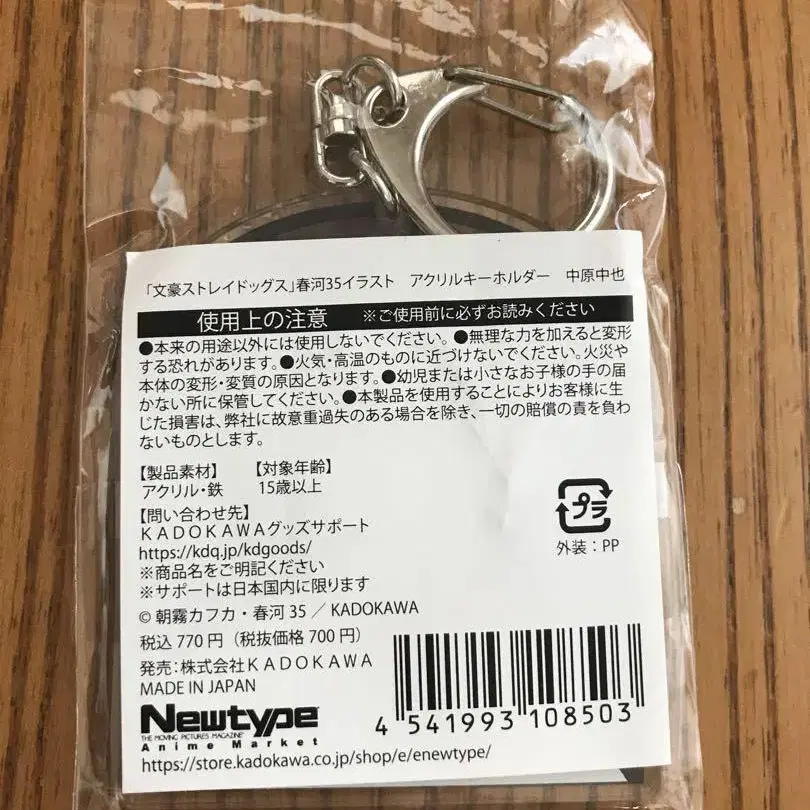 「文豪ストレイドッグス」春河35イラスト　アクリルキーホルダー　中原中也
使用上の注意　※ご使用前に必ずお読みください
●本来の用途以外には使用しないでください。●無理な力を加えると変形
する恐れがあります。●火気・高温のものに近づけないでください。火災や
本体の変形・変質の原因となります。●幼児または小さなお子様の手の届
かない所に保管してください。●本製品を使用することによりお客様に生
じた損害は、弊社に故意重過失のある場合を除き、一切の賠償の責を負わ
ないものとします。
【製品素材】　【対象年齢】
アクリル・鉄　15歳以上
【問い合わせ先】
ＫＡＤＯＫＡＷＡグッズサポート
https://kdq.jp/kdgoods/
※商品名をご明記ください
※サポートは日本国内に限ります
プラ
外装：PP
© 朝霧カフカ・春河 35 ／ KADOKAWA
税込 770 円（税抜価格 700 円）
発売：株式会社ＫＡＤＯＫＡＷＡ
MADE IN JAPAN
Newtype
THE MOVING PICTURES MAGAZINE
Anime Market
https://store.kadokawa.co.jp/shop/e/enewtype/
4 541993 108503